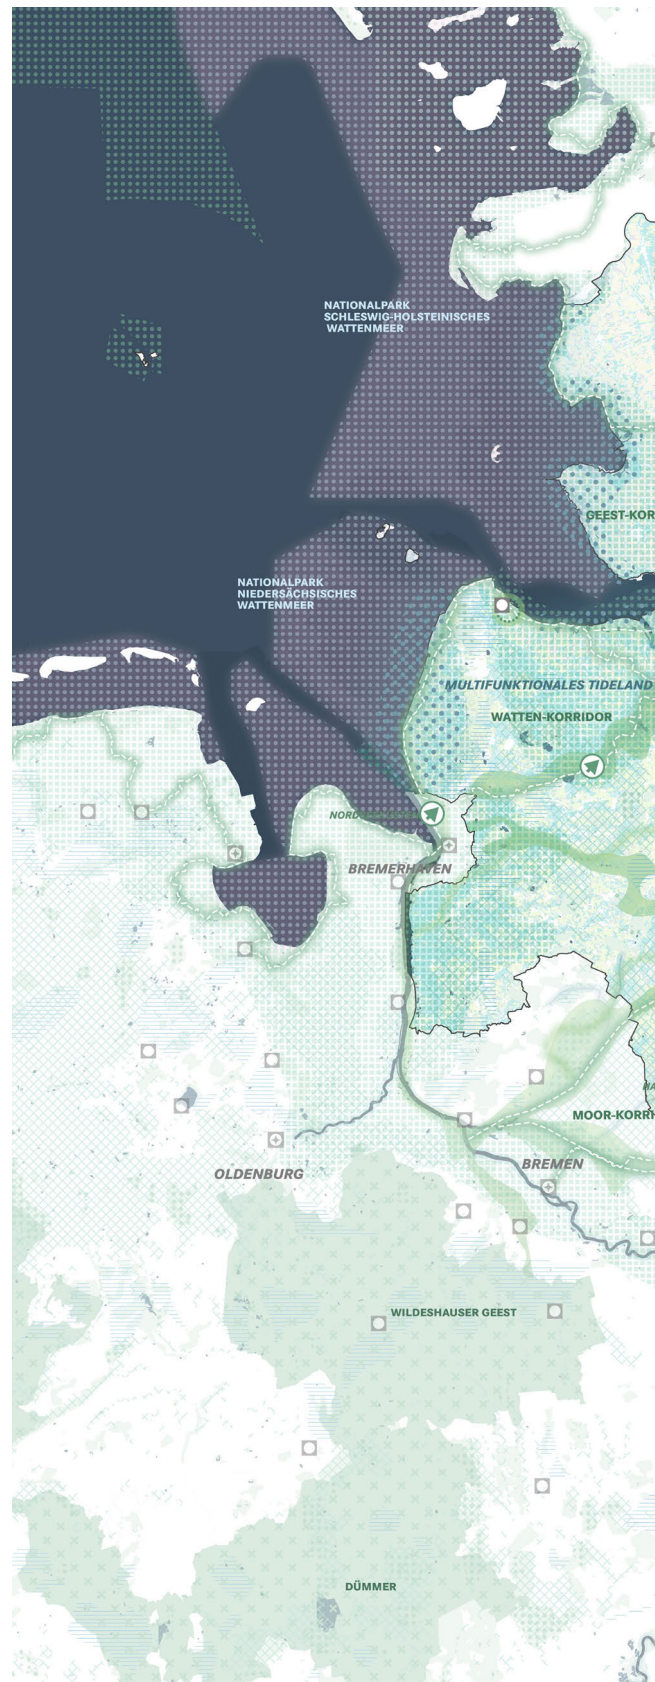 NATIONALPARK
SCHLESWIG-HOLSTEINISCHES
WATTENMEER
GEEST-KOR
NATIONALPARK
NIEDERSÄCHSISCHES
WATTENMEER
MULTIFUNKTIONALES TIDELAND
WATTEN-KORRIDOR
BREMERHAVEN
MOOR-KORRI
BREMEN
OLDENBURG
WILDESHAUSER GEEST
DÜMMER